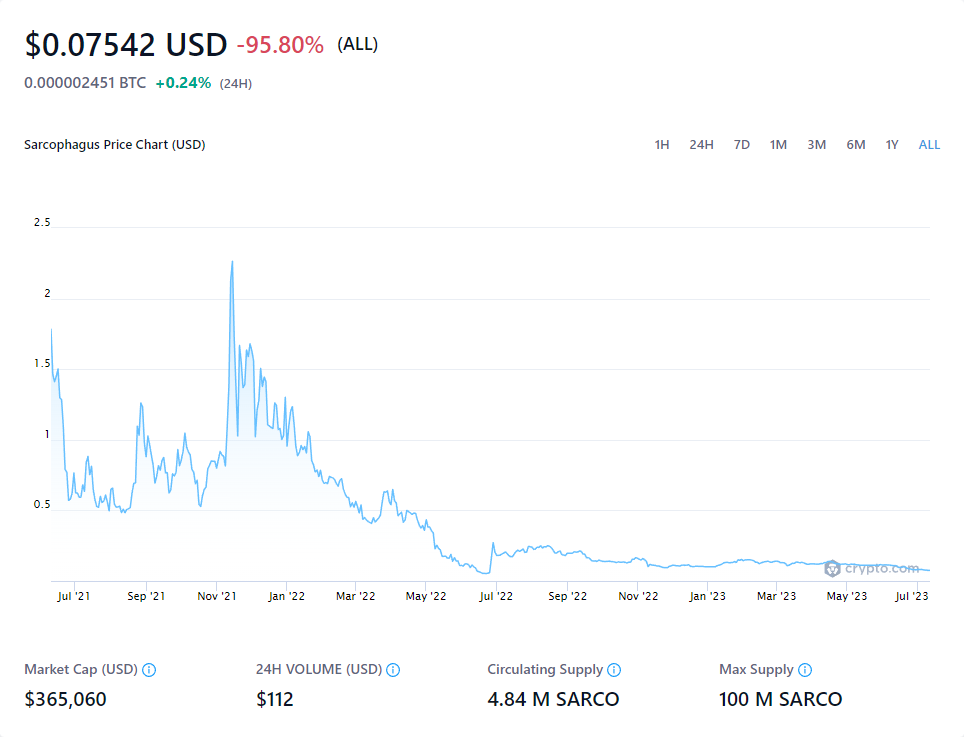 $0.07542 USD -95.80% (ALL)
0.000002451 BTC +0.24% (24H)
Sarcophagus Price Chart (USD) 1H 24H 7D 1M 3M 6M 1Y ALL
2.5
2
1.5
1
0.5
crypto.com
Jul '21 Sep '21 Nov '21 Jan '22 Mar '22 May '22 Jul '22 Sep '22 Nov '22 Jan '23 Mar '23 May '23 Jul '23
Market Cap (USD) 24H VOLUME (USD) Circulating Supply Max Supply
$365,060 $112 4.84 M SARCO 100 M SARCO